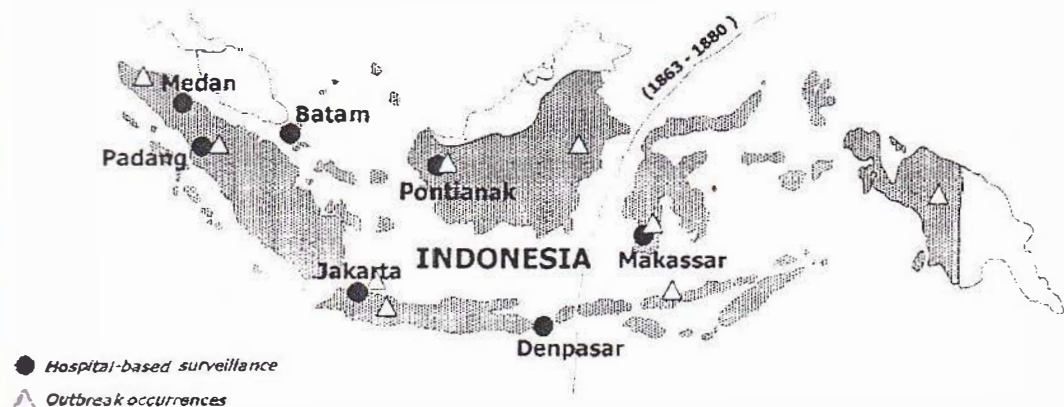 (1863 - 1880)
Medan
Batam
Padang
Pontianak
INDONESIA
Makassar
Jakarta
Denpasar
Hospital-based surveillance
Outbreak occurrences